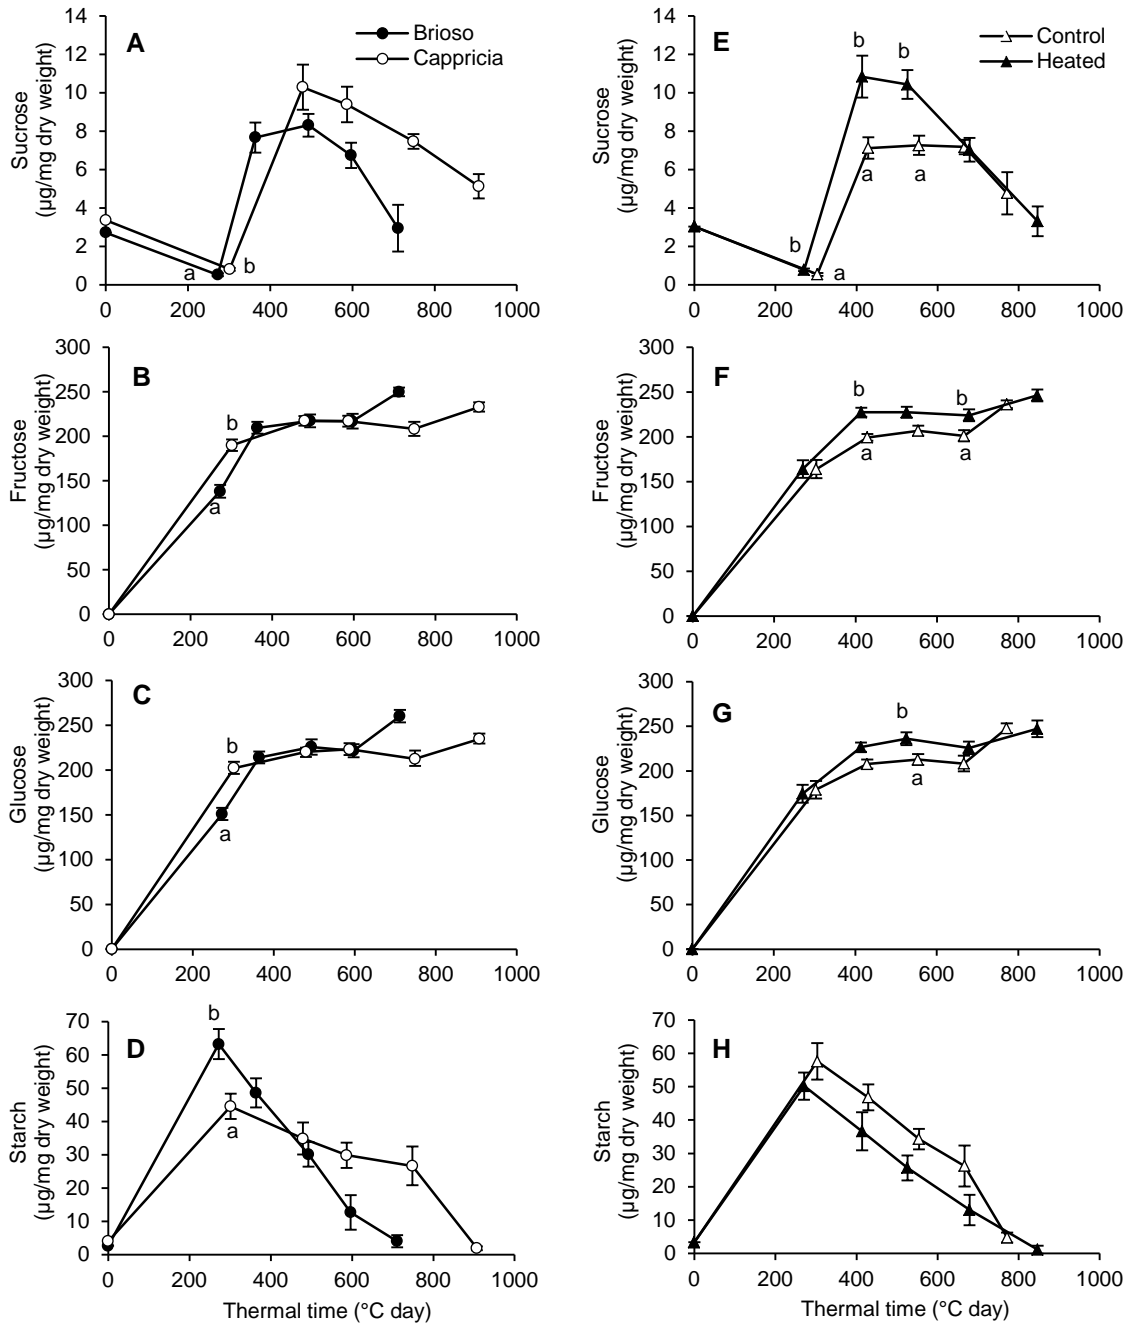 A
Brioso
Cappricia
Sucrose
(µg/mg dry weight)
14
12
10
8
6
4
2
0
a
b
0 200 400 600 800 1000
E
Control
Heated
Sucrose
(µg/mg dry weight)
14
12
10
8
6
4
2
0
b
b
a
a
b
a
0 200 400 600 800 1000
B
Fructose
(µg/mg dry weight)
300
250
200
150
100
50
0
b
a
0 200 400 600 800 1000
F
Fructose
(µg/mg dry weight)
300
250
200
150
100
50
0
b
b
a
a
0 200 400 600 800 1000
C
Glucose
(µg/mg dry weight)
300
250
200
150
100
50
0
b
a
0 200 400 600 800 1000
G
Glucose
(µg/mg dry weight)
300
250
200
150
100
50
0
b
a
0 200 400 600 800 1000
D
Starch
(µg/mg dry weight)
70
60
50
40
30
20
10
0
b
a
0 200 400 600 800 1000
Thermal time (°C day)
H
Starch
(µg/mg dry weight)
70
60
50
40
30
20
10
0
0 200 400 600 800 1000
Thermal time (°C day)